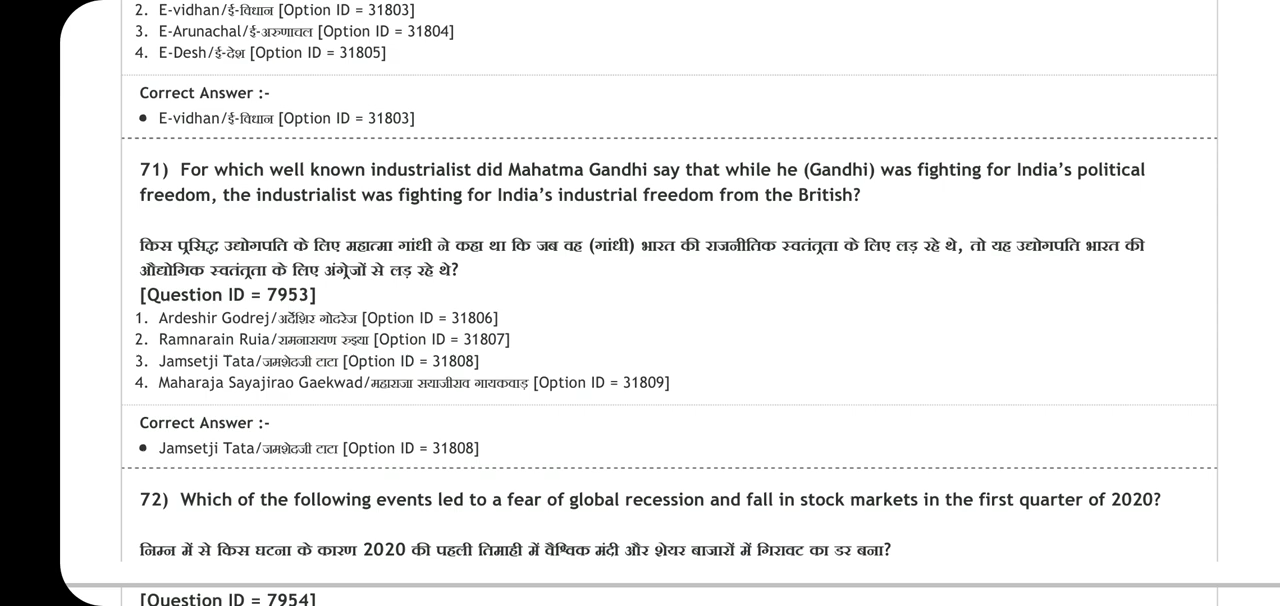 2. E-vidhan/ई-विधान [Option ID = 31803]
3. E-Arunachal/ई-अरुणाचल [Option ID = 31804]
4. E-Desh/ई-देश [Option ID = 31805]
Correct Answer :-
• E-vidhan/ई-विधान [Option ID = 31803]
71) For which well known industrialist did Mahatma Gandhi say that while he (Gandhi) was fighting for India’s political
freedom, the industrialist was fighting for India’s industrial freedom from the British?
किस प्रसिद्ध उद्योगपति के लिए महात्मा गांधी ने कहा था कि जब वह (गांधी) भारत की राजनीतिक स्वतंत्रता के लिए लड़ रहे थे, तो यह उद्योगपति भारत की
औद्योगिक स्वतंत्रता के लिए अंग्रेजों से लड़ रहे थे?
[Question ID = 7953]
1. Ardeshir Godrej/अर्देशिर गोदरेज [Option ID = 31806]
2. Ramnarain Ruia/रामनारायण रुइया [Option ID = 31807]
3. Jamsetji Tata/जमशेदजी टाटा [Option ID = 31808]
4. Maharaja Sayajirao Gaekwad/महाराजा सयाजीराव गायकवाड़ [Option ID = 31809]
Correct Answer :-
• Jamsetji Tata/जमशेदजी टाटा [Option ID = 31808]
72) Which of the following events led to a fear of global recession and fall in stock markets in the first quarter of 2020?
निम्न में से किस घटना के कारण 2020 की पहली तिमाही में वैश्विक मंदी और शेयर बाजारों में गिरावट का डर बना?
[Question ID = 7954]